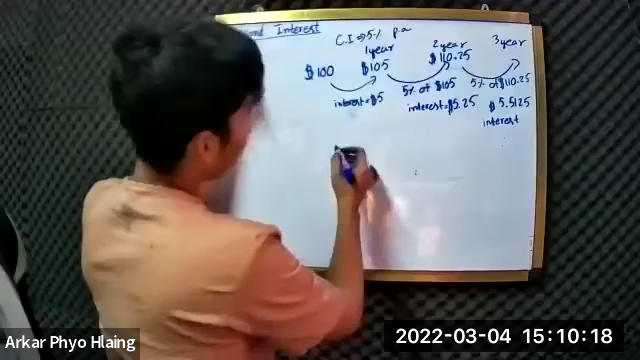 Interest
C.I ⇒ 5% p.a
1year 2year 3year
$100 $105 $110.25
5% of $105 5% of $110.25
interest = $5 interest = $5.25 $5.5125
interest
Arkar Phyo Hlaing
2022-03-04 15:10:18